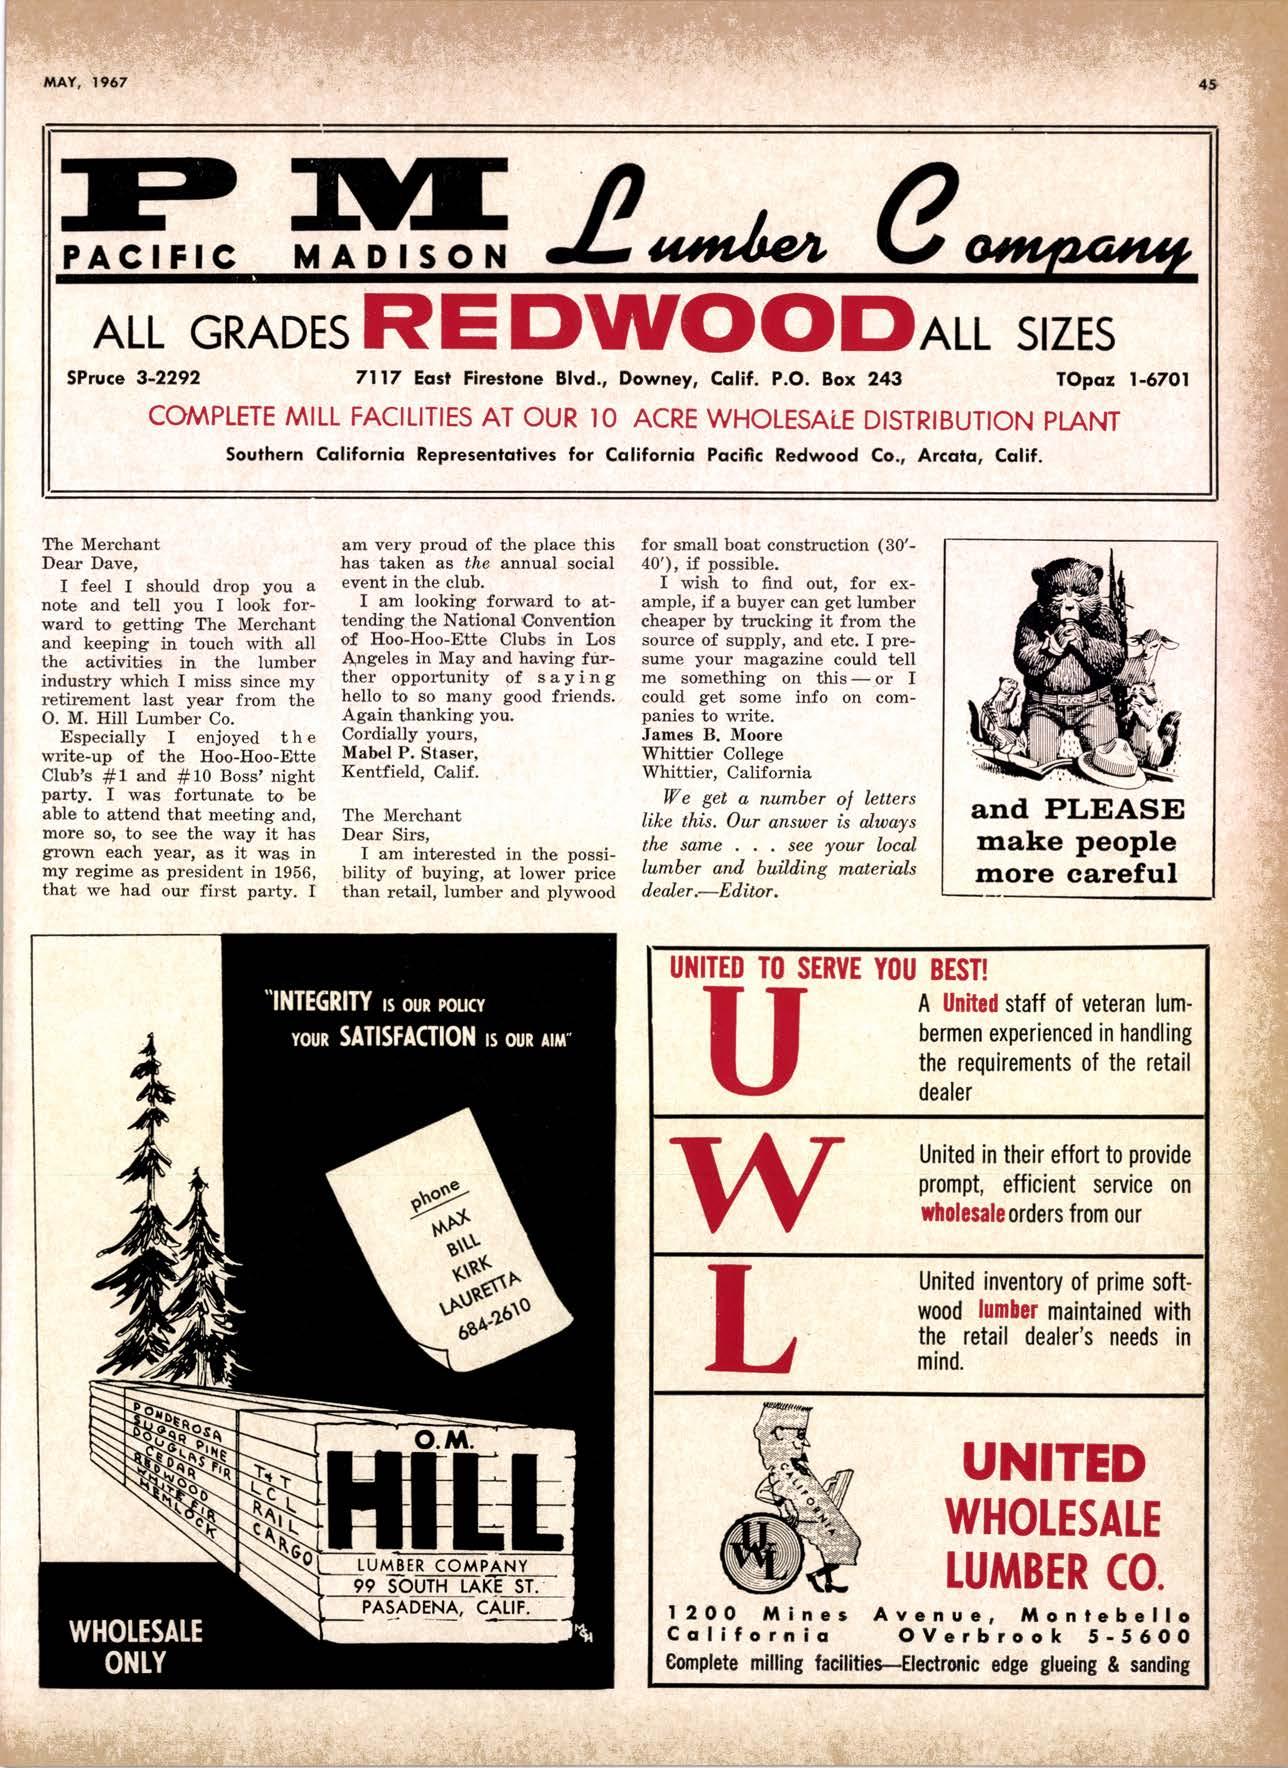 MAY, 1967
45
P M Lumber Company
PACIFIC MADISON
ALL GRADES REDWOOD ALL SIZES
SPruce 3-2292 7117 East Firestone Blvd., Downey, Calif. P.O. Box 243 TOpaz 1-6701
COMPLETE MILL FACILITIES AT OUR 10 ACRE WHOLESALE DISTRIBUTION PLANT
Southern California Representatives for California Pacific Redwood Co., Arcata, Calif.
The Merchant
Dear Dave,
I feel I should drop you a
note and tell you I look for-
ward to getting The Merchant
and keeping in touch with all
the activities in the lumber
industry which I miss since my
retirement last year from the
O. M. Hill Lumber Co.
Especially I enjoyed the
write-up of the Hoo-Hoo-Ette
Club's #1 and #10 Boss' night
party. I was fortunate to be
able to attend that meeting and,
more so, to see the way it has
grown each year, as it was in
my regime as president in 1956,
that we had our first party. I
am very proud of the place this
has taken as the annual social
event in the club.
I am looking forward to at-
tending the National Convention
of Hoo-Hoo-Ette Clubs in Los
Angeles in May and having fur-
ther opportunity of saying
hello to so many good friends.
Again thanking you.
Cordially yours,
Mabel P. Staser,
Kentfield, Calif.
The Merchant
Dear Sirs,
I am interested in the possi-
bility of buying, at lower price
than retail, lumber and plywood
for small boat construction (30'-
40'), if possible.
I wish to find out, for ex-
ample, if a buyer can get lumber
cheaper by trucking it from the
source of supply, and etc. I pre-
sume your magazine could tell
me something on this — or I
could get some info on com-
panies to write.
James B. Moore
Whittier College
Whittier, California
We get a number of letters
like this. Our answer is always
the same . . . see your local
lumber and building materials
dealer.—Editor.
and PLEASE
make people
more careful
"INTEGRITY IS OUR POLICY
YOUR SATISFACTION IS OUR AIM"
phone
MAX
BILL
KIRK
LAURETTA
684-2610
PONDEROSA
SUGAR PINE
DOUGLAS FIR
CEDAR
REDWOOD
WHITE FIR
HEMLOCK
T & T
L C L
RAIL
CARGO
O.M.
HILL
LUMBER COMPANY
99 SOUTH LAKE ST.
PASADENA, CALIF.
WHOLESALE
ONLY
UNITED TO SERVE YOU BEST!
U
A United staff of veteran lum-
bermen experienced in handling
the requirements of the retail
dealer
W
United in their effort to provide
prompt, efficient service on
wholesale orders from our
L
United inventory of prime soft-
wood lumber maintained with
the retail dealer's needs in
mind.
CALIFORNIA
UWL
UNITED
WHOLESALE
LUMBER CO.
1200 Mines Avenue, Montebello
California OVerbrook 5-5600
Complete milling facilities—Electronic edge glueing & sanding